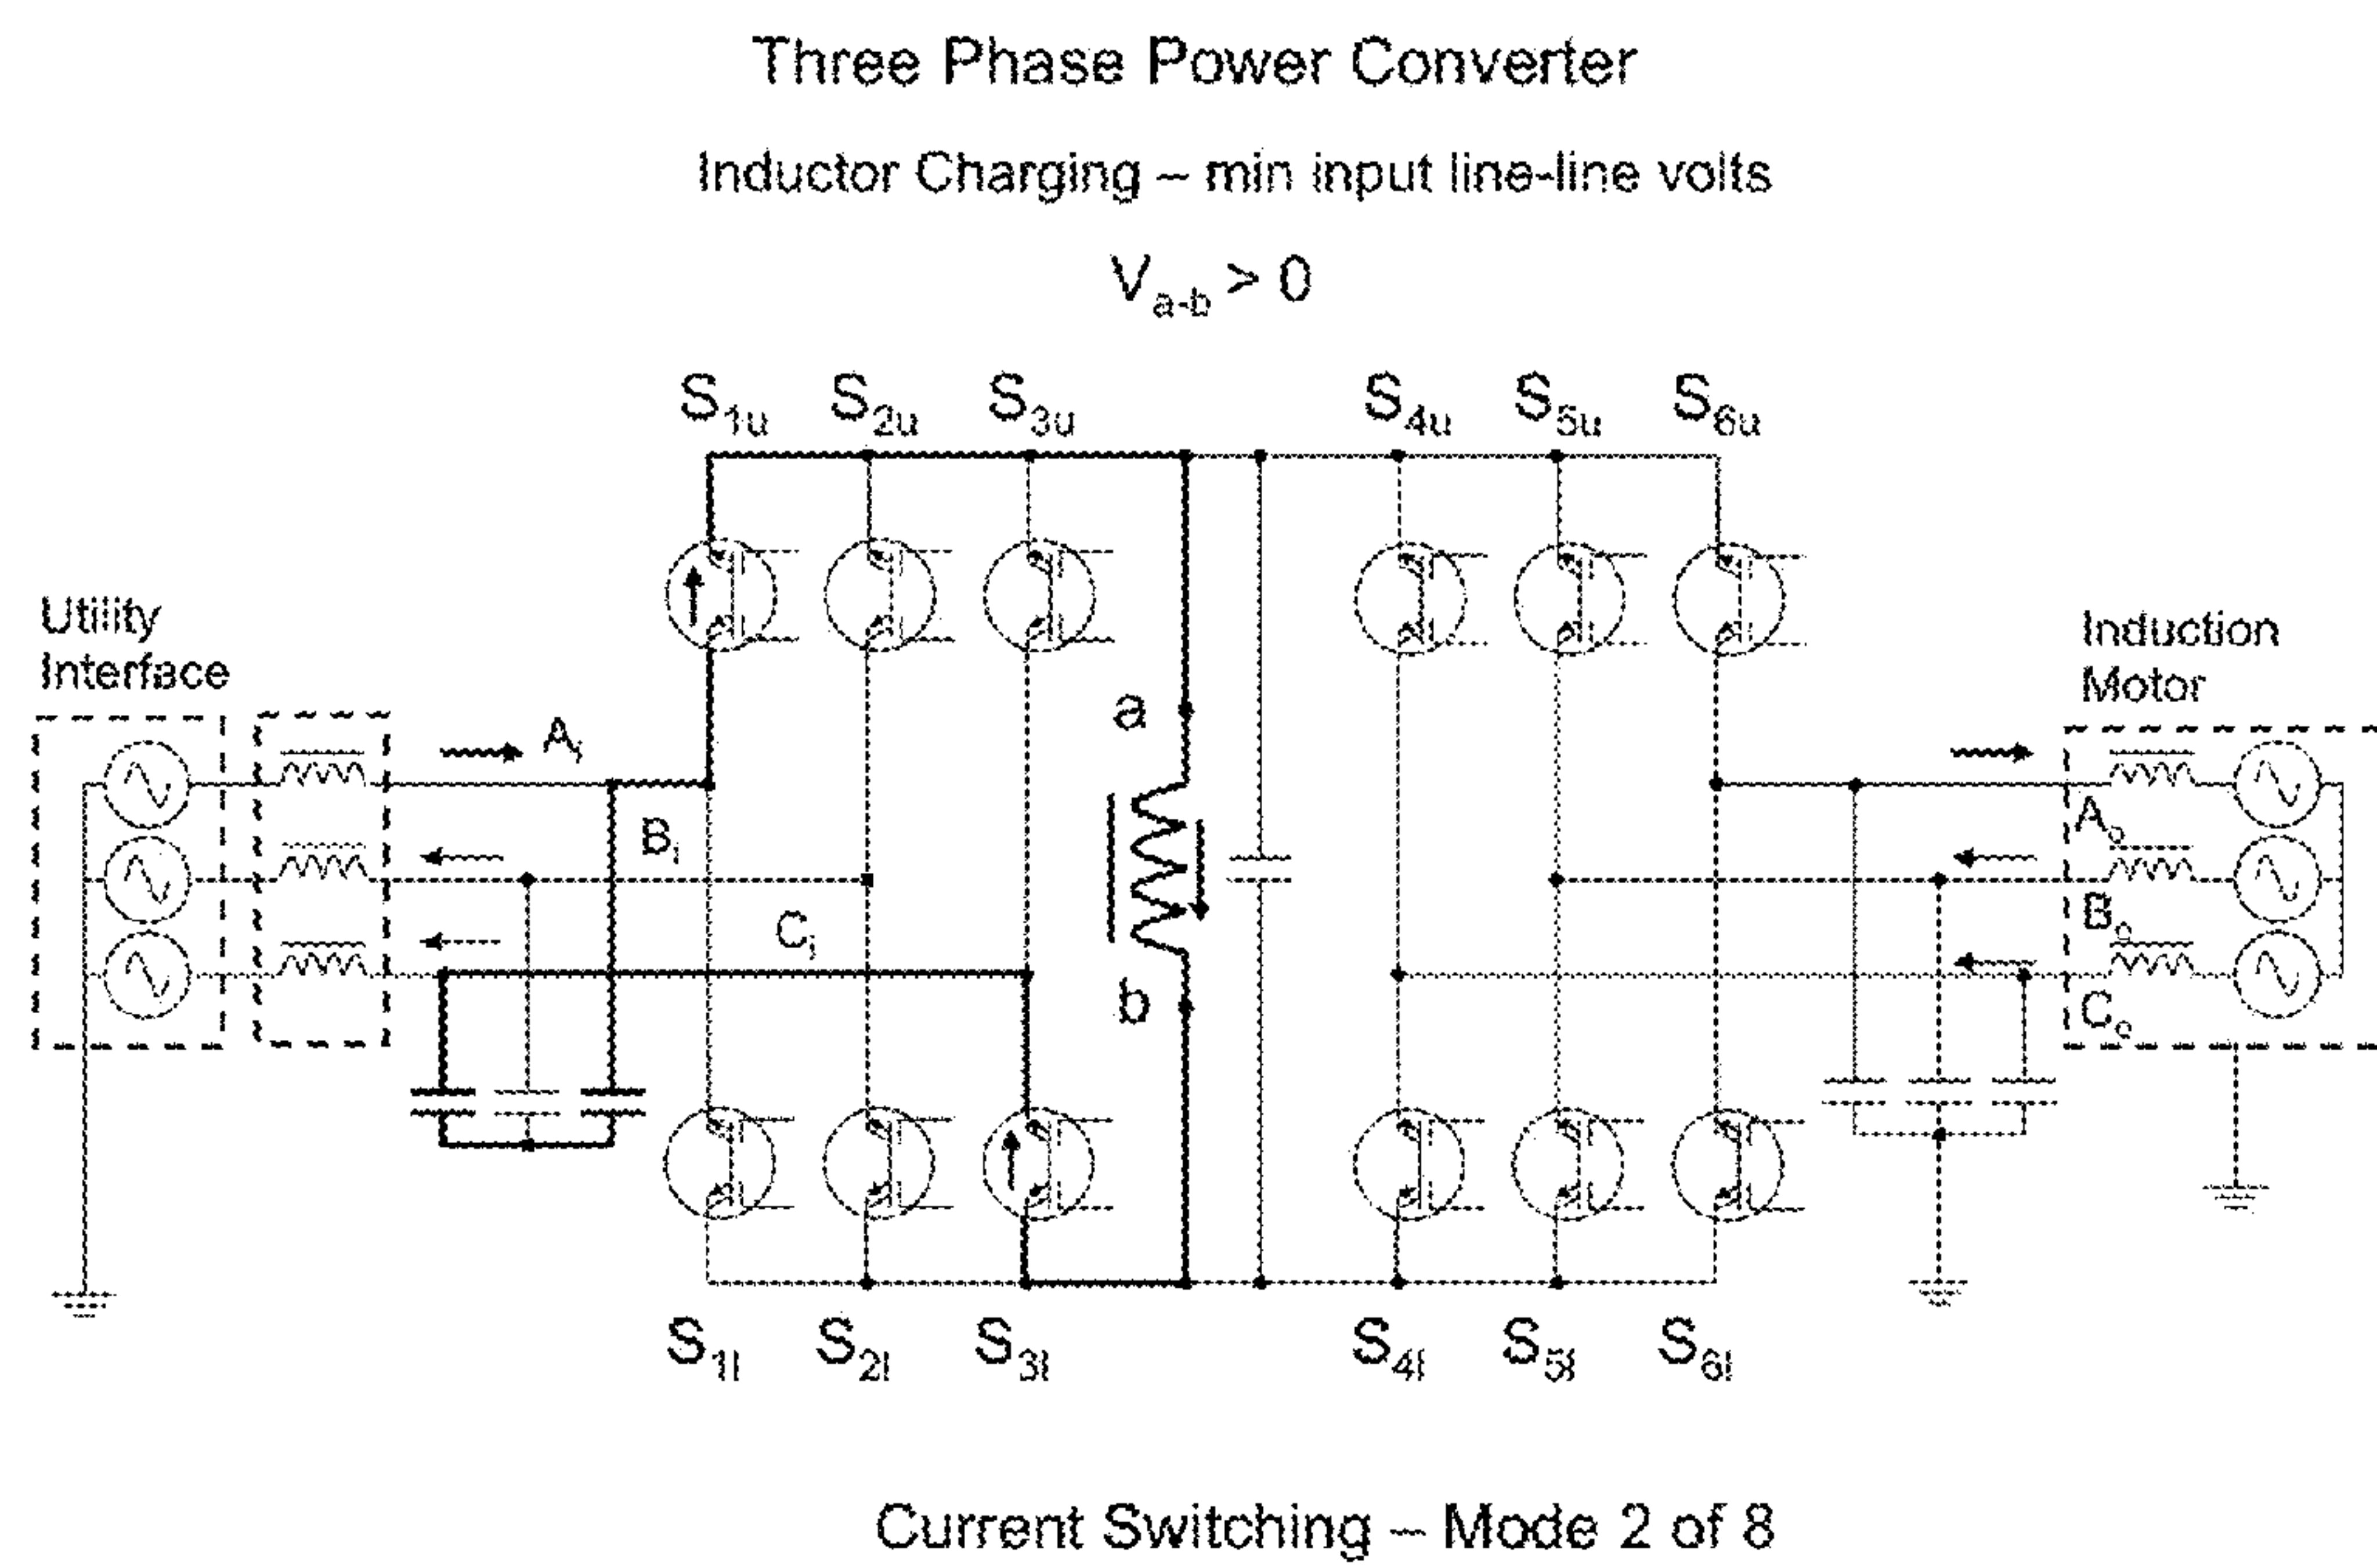 Three Phase Power Converter
Inductor Charging – min input line-line volts
Va-b > 0
S1u S2u S3u S4u S5u S6u
Utility
Interface
Induction
Motor
a
Ai
Bi
Ao
Ci
Bo
b
Co
S1l S2l S3l S4l S5l S6l
Current Switching – Mode 2 of 8